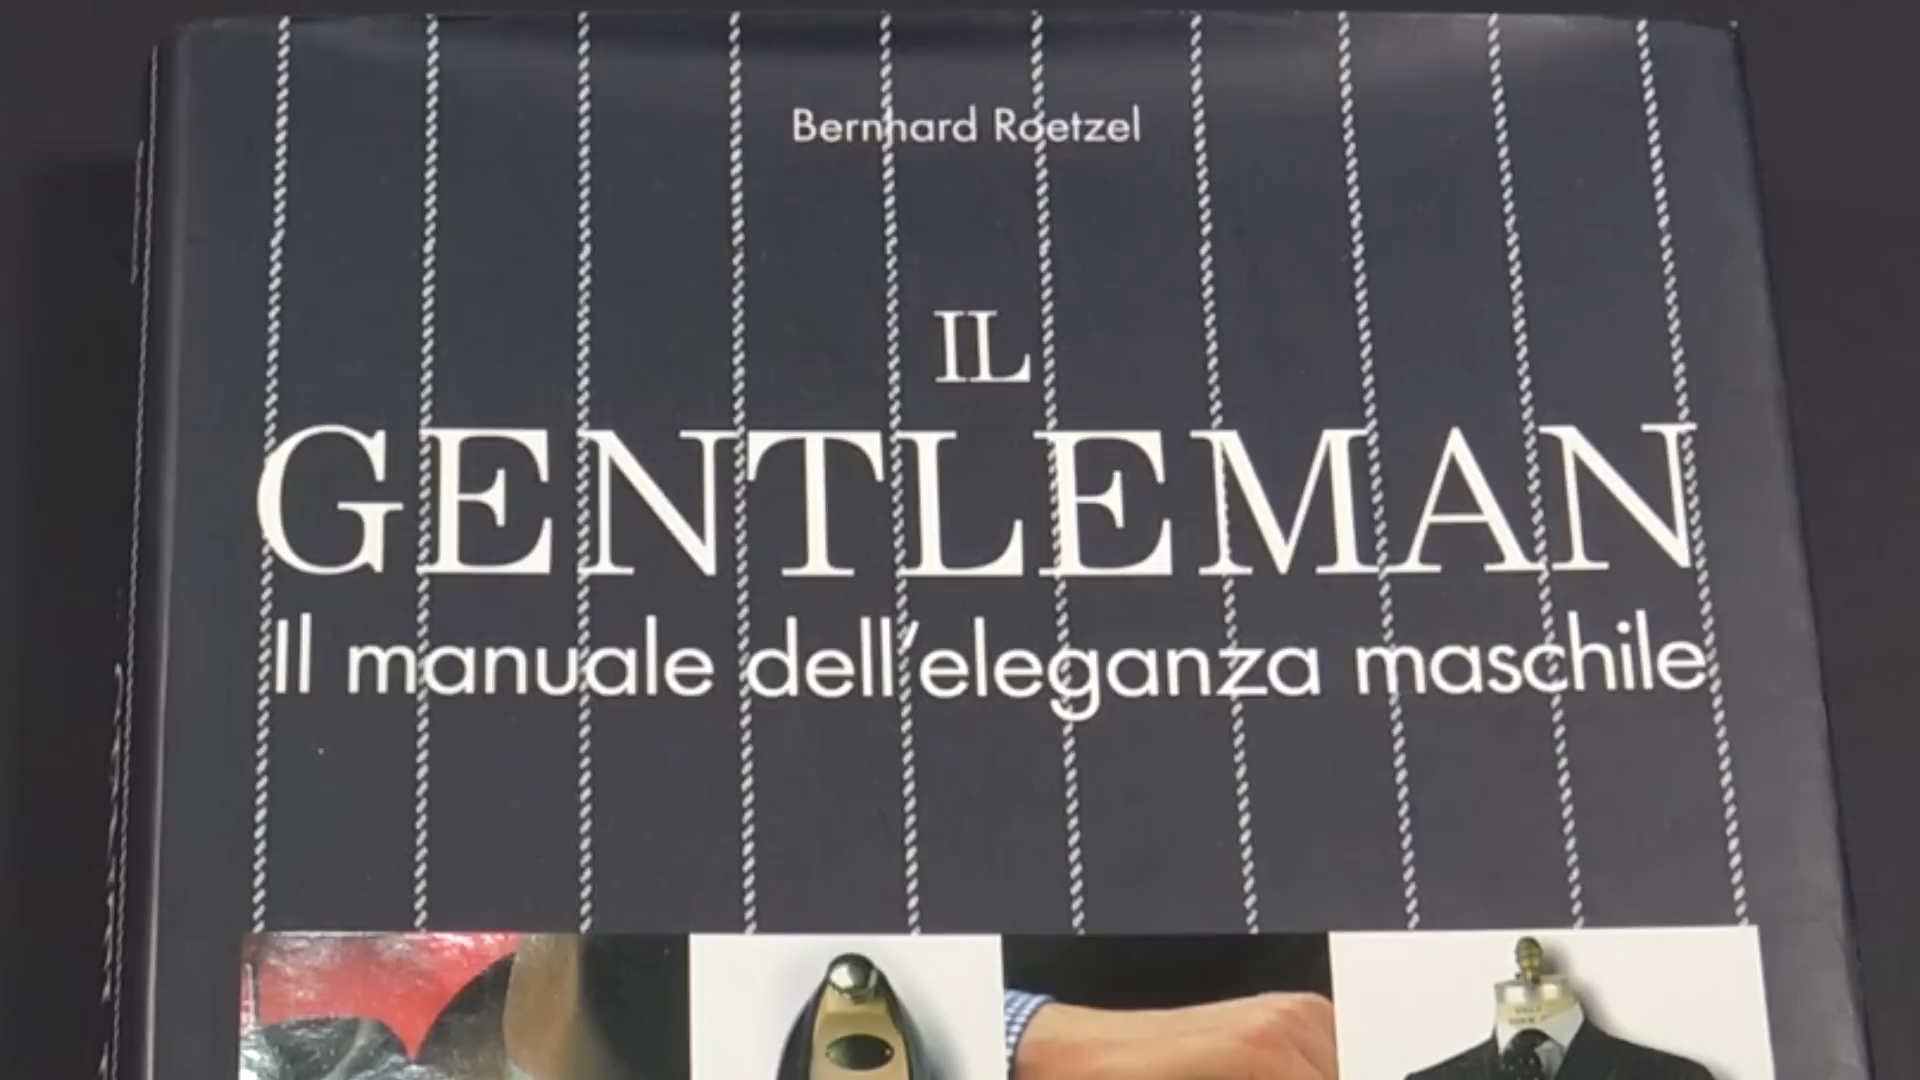 Bernhard Roetzel
IL
GENTLEMAN
Il manuale dell'eleganza maschile